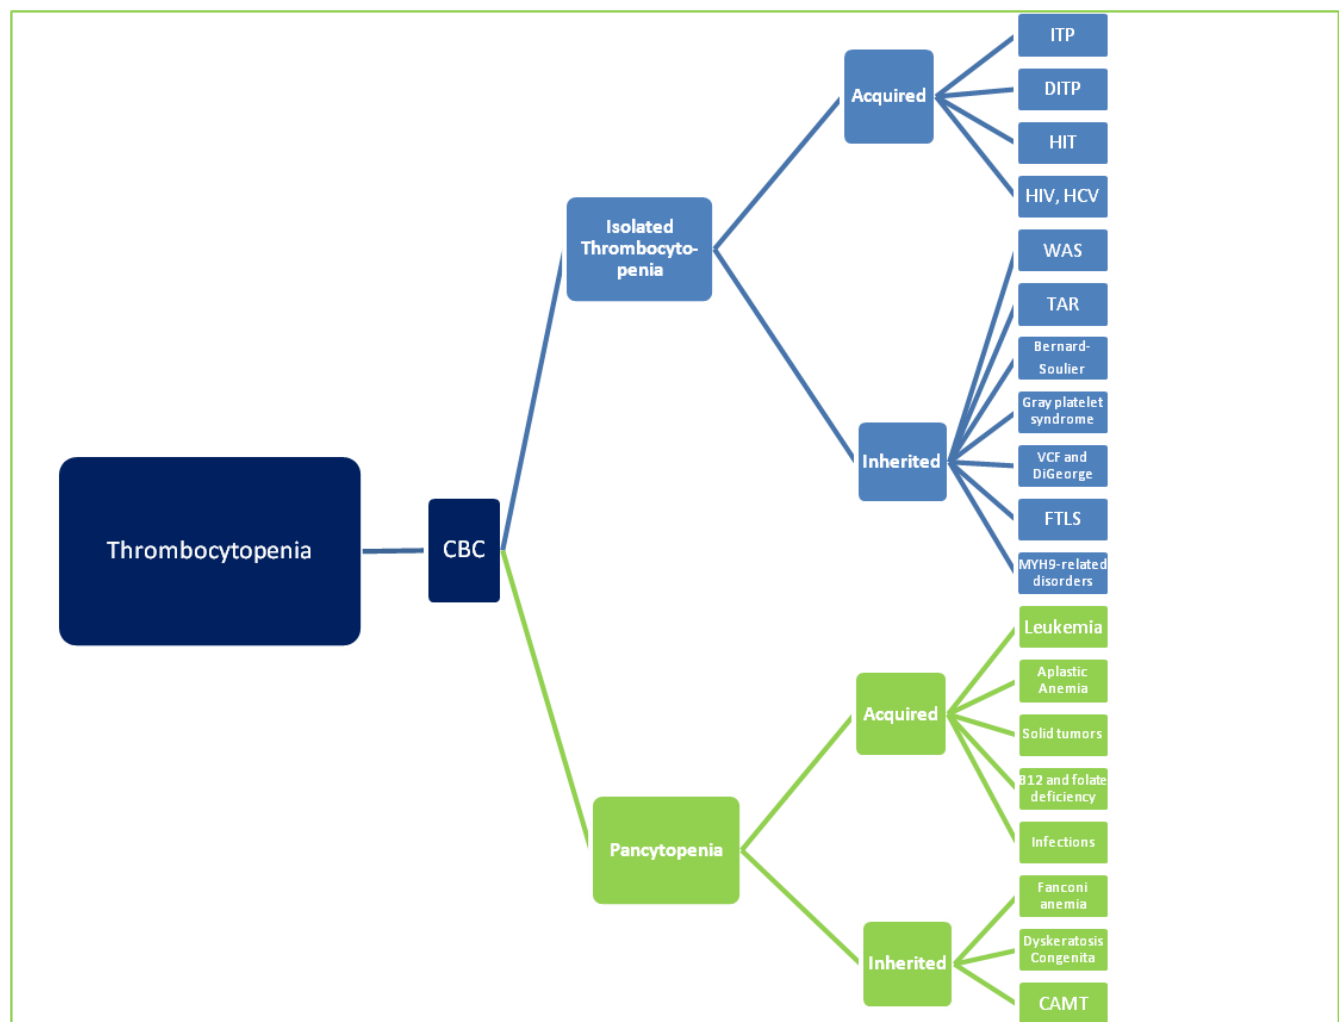 Thrombocytopenia
CBC
Isolated
Thrombocyto-
penia
Acquired
ITP
DITP
HIT
HIV, HCV
Inherited
WAS
TAR
Bernard-
Soulier
Gray platelet
syndrome
VCF and
DiGeorge
FTLS
MYH9-related
disorders
Pancytopenia
Acquired
Leukemia
Aplastic
Anemia
Solid tumors
B12 and folate
deficiency
Infections
Inherited
Fanconi
anemia
Dyskeratosis
Congenita
CAMT